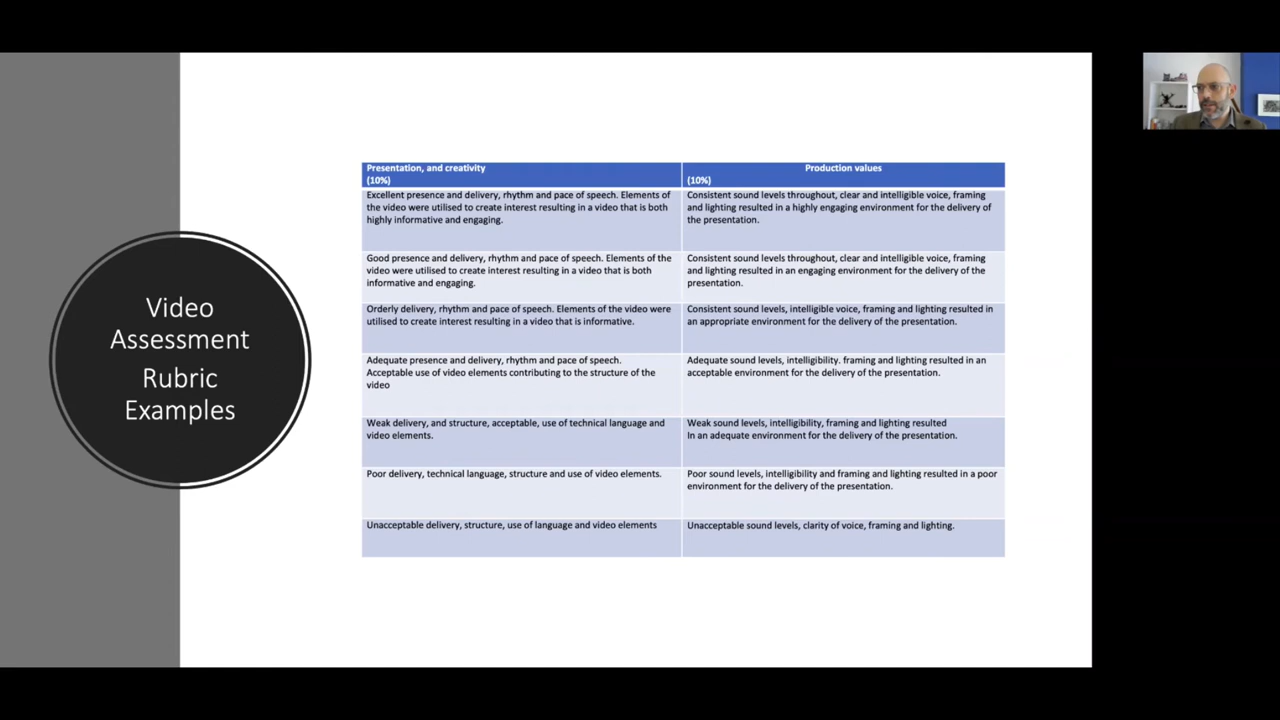 Video
Assessment
Rubric
Examples
Presentation, and creativity
(10%)
Production values
(10%)
Excellent presence and delivery, rhythm and pace of speech. Elements of
the video were utilised to create interest resulting in a video that is both
highly informative and engaging.
Consistent sound levels throughout, clear and intelligible voice, framing
and lighting resulted in a highly engaging environment for the delivery of
the presentation.
Good presence and delivery, rhythm and pace of speech. Elements of the
video were utilised to create interest resulting in a video that is both
informative and engaging.
Consistent sound levels throughout, clear and intelligible voice, framing
and lighting resulted in an engaging environment for the delivery of the
presentation.
Orderly delivery, rhythm and pace of speech. Elements of the video were
utilised to create interest resulting in a video that is informative.
Consistent sound levels, intelligible voice, framing and lighting resulted in
an appropriate environment for the delivery of the presentation.
Adequate presence and delivery, rhythm and pace of speech.
Acceptable use of video elements contributing to the structure of the
video
Adequate sound levels, intelligibility. framing and lighting resulted in an
acceptable environment for the delivery of the presentation.
Weak delivery, and structure, acceptable, use of technical language and
video elements.
Weak sound levels, intelligibility, framing and lighting resulted
In an adequate environment for the delivery of the presentation.
Poor delivery, technical language, structure and use of video elements.
Poor sound levels, intelligibility and framing and lighting resulted in a poor
environment for the delivery of the presentation.
Unacceptable delivery, structure, use of language and video elements
Unacceptable sound levels, clarity of voice, framing and lighting.